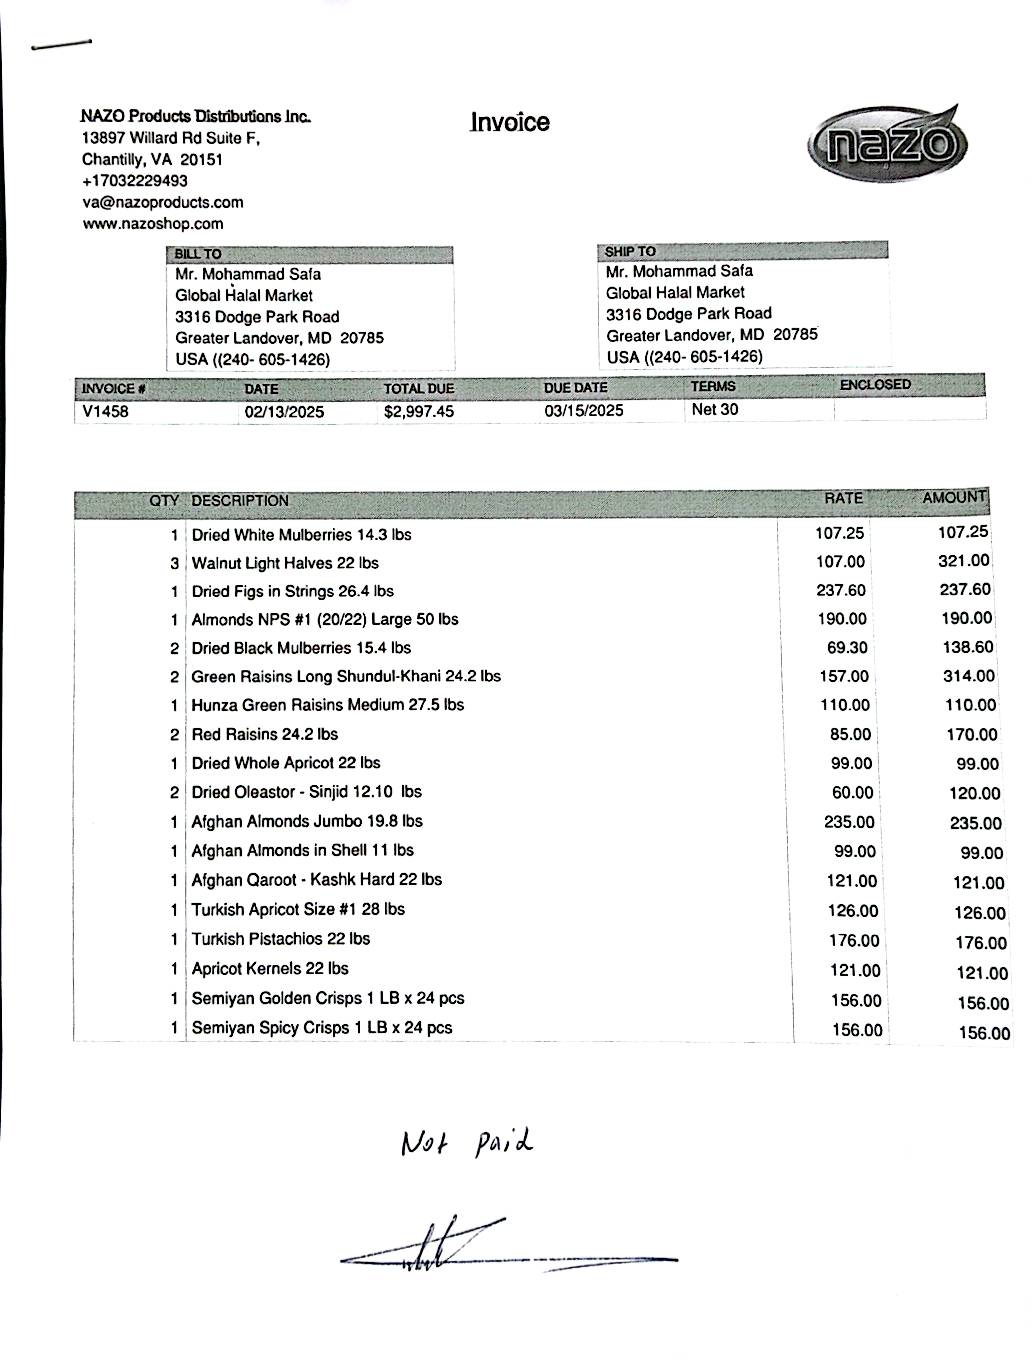 NAZO Products Distributions Inc.
13897 Willard Rd Suite F,
Chantilly, VA 20151
+17032229493
va@nazoproducts.com
www.nazoshop.com
Invoice
nazo
BILL TO
Mr. Mohammad Safa
Global Halal Market
3316 Dodge Park Road
Greater Landover, MD 20785
USA ((240- 605-1426)
SHIP TO
Mr. Mohammad Safa
Global Halal Market
3316 Dodge Park Road
Greater Landover, MD 20785
USA ((240- 605-1426)
INVOICE # DATE TOTAL DUE DUE DATE TERMS ENCLOSED
V1458 02/13/2025 $2,997.45 03/15/2025 Net 30
QTY DESCRIPTION RATE AMOUNT
1 Dried White Mulberries 14.3 lbs 107.25 107.25
3 Walnut Light Halves 22 lbs 107.00 321.00
1 Dried Figs in Strings 26.4 lbs 237.60 237.60
1 Almonds NPS #1 (20/22) Large 50 lbs 190.00 190.00
2 Dried Black Mulberries 15.4 lbs 69.30 138.60
2 Green Raisins Long Shundul-Khani 24.2 lbs 157.00 314.00
1 Hunza Green Raisins Medium 27.5 lbs 110.00 110.00
2 Red Raisins 24.2 lbs 85.00 170.00
1 Dried Whole Apricot 22 lbs 99.00 99.00
2 Dried Oleastor - Sinjid 12.10 lbs 60.00 120.00
1 Afghan Almonds Jumbo 19.8 lbs 235.00 235.00
1 Afghan Almonds in Shell 11 lbs 99.00 99.00
1 Afghan Qaroot - Kashk Hard 22 lbs 121.00 121.00
1 Turkish Apricot Size #1 28 lbs 126.00 126.00
1 Turkish Pistachios 22 lbs 176.00 176.00
1 Apricot Kernels 22 lbs 121.00 121.00
1 Semiyan Golden Crisps 1 LB x 24 pcs 156.00 156.00
1 Semiyan Spicy Crisps 1 LB x 24 pcs 156.00 156.00
Not paid